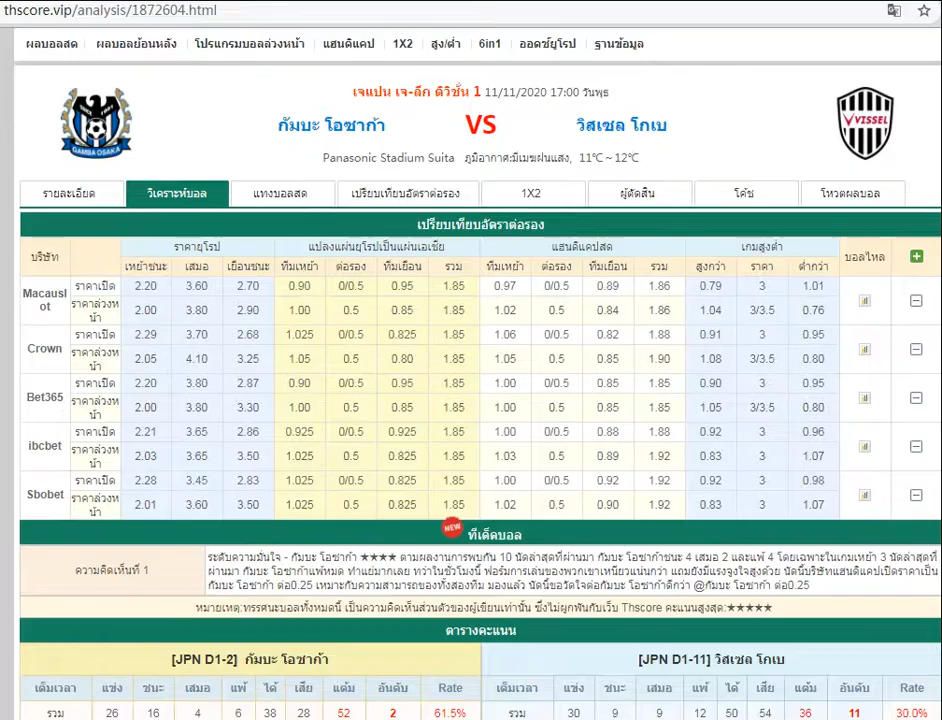 thscore.vip/analysis/1872604.html
ผลบอลสด ผลบอลย้อนหลัง โปรแกรมบอลล่วงหน้า แฮนดิแคป 1X2 สูง/ต่ำ 6in1 ออดซ์ยุโรป ฐานข้อมูล
เจแปน เจ-ลีก ดิวิชั่น 1 11/11/2020 17:00 วันพุธ
กัมบะ โอซาก้า VS วิสเซล โกเบ
GAMBA OSAKA
VISSEL
Panasonic Stadium Suita ภูมิอากาศ:มีเมฆฝนแสง, 11℃～12℃
รายละเอียด วิเคราะห์บอล แทงบอลสด เปรียบเทียบอัตราต่อรอง 1X2 ผู้ตัดสิน โค้ช โหวตผลบอล
เปรียบเทียบอัตราต่อรอง
บริษัท ราคายุโรป แปลงแผ่นยุโรปเป็นแผ่นเอเชีย แฮนดิแคปสด เกมสูงต่ำ บอลไหล
เหย้าชนะ เสมอ เยือนชนะ ทีมเหย้า ต่อรอง ทีมเยือน รวม ทีมเหย้า ต่อรอง ทีมเยือน รวม สูงกว่า ราคา ต่ำกว่า
Macauslot ราคาเปิด 2.20 3.60 2.70 0.90 0/0.5 0.95 1.85 0.97 0/0.5 0.89 1.86 0.79 3 1.01
ราคาล่วงหน้า 2.00 3.80 2.90 1.00 0.5 0.85 1.85 1.02 0.5 0.84 1.86 1.04 3/3.5 0.76
Crown ราคาเปิด 2.29 3.70 2.68 1.025 0/0.5 0.825 1.85 1.06 0/0.5 0.82 1.88 0.91 3 0.95
ราคาล่วงหน้า 2.05 4.10 3.25 1.05 0.5 0.80 1.85 1.05 0.5 0.85 1.90 1.08 3/3.5 0.80
Bet365 ราคาเปิด 2.20 3.80 2.87 0.90 0/0.5 0.95 1.85 1.00 0/0.5 0.85 1.85 0.90 3 0.95
ราคาล่วงหน้า 2.00 3.80 3.30 1.00 0.5 0.85 1.85 1.00 0.5 0.85 1.85 1.05 3/3.5 0.80
ibcbet ราคาเปิด 2.21 3.65 2.86 0.925 0/0.5 0.925 1.85 1.00 0/0.5 0.88 1.88 0.92 3 0.96
ราคาล่วงหน้า 2.03 3.65 3.50 1.025 0.5 0.825 1.85 1.03 0.5 0.89 1.92 0.83 3 1.07
Sbobet ราคาเปิด 2.28 3.45 2.83 1.025 0/0.5 0.825 1.85 1.00 0/0.5 0.92 1.92 0.92 3 0.98
ราคาล่วงหน้า 2.01 3.60 3.50 1.025 0.5 0.825 1.85 1.02 0.5 0.90 1.92 0.83 3 1.07
NEW ทีเด็ดบอล
ความคิดเห็นที่ 1
ระดับความมั่นใจ - กัมบะ โอซาก้า ★★★★ ตามผลงานการพบกัน 10 นัดล่าสุดที่ผ่านมา กัมบะ โอซาก้าชนะ 4 เสมอ 2 และแพ้ 4 โดยเฉพาะในเกมเหย้า 3 นัดล่าสุดที่
ผ่านมา กัมบะ โอซาก้าแพ้หมด ทำแย่มากเลย ทว่าในชั่วโมงนี้ ฟอร์มการเล่นของพวกเขาเหนียวแน่นกว่า แถมยังมีแรงจูงใจสูงด้วย นัดนี้บริษัทแฮนดิแคปเปิดราคาเป็น
กัมบะ โอซาก้า ต่อ0.25 เหมาะกับความสามารถของทั้งสองทีม มองแล้ว นัดนี้ขอวัดใจต่อกัมบะ โอซาก้าดีกว่า @กัมบะ โอซาก้า ต่อ0.25
หมายเหตุ:ทรรศนะบอลทั้งหมดนี้ เป็นความคิดเห็นส่วนตัวของผู้เขียนเท่านั้น ซึ่งไม่ผูกพันกับเว็บ Thscore คะแนนสูงสุด:★★★★★
ตารางคะแนน
[JPN D1-2] กัมบะ โอซาก้า [JPN D1-11] วิสเซล โกเบ
เต็มเวลา แข่ง ชนะ เสมอ แพ้ ได้ เสีย แต้ม อันดับ Rate เต็มเวลา แข่ง ชนะ เสมอ แพ้ ได้ เสีย แต้ม อันดับ Rate
รวม 26 16 4 6 38 28 52 2 61.5% รวม 30 9 9 12 50 54 36 11 30.0%